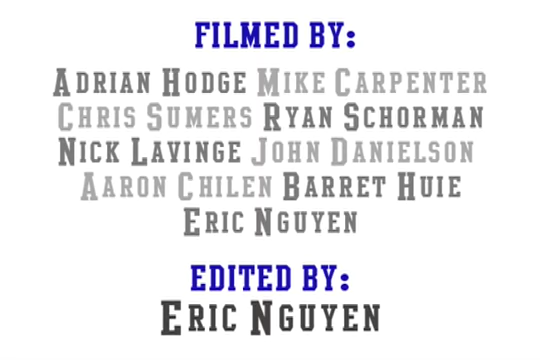 FILMED BY:
ADRIAN HODGE MIKE CARPENTER
CHRIS SUMERS RYAN SCHORMAN
NICK LAVINGE JOHN DANIELSON
AARON CHILEN BARRET HUIE
ERIC NGUYEN
EDITED BY:
ERIC NGUYEN